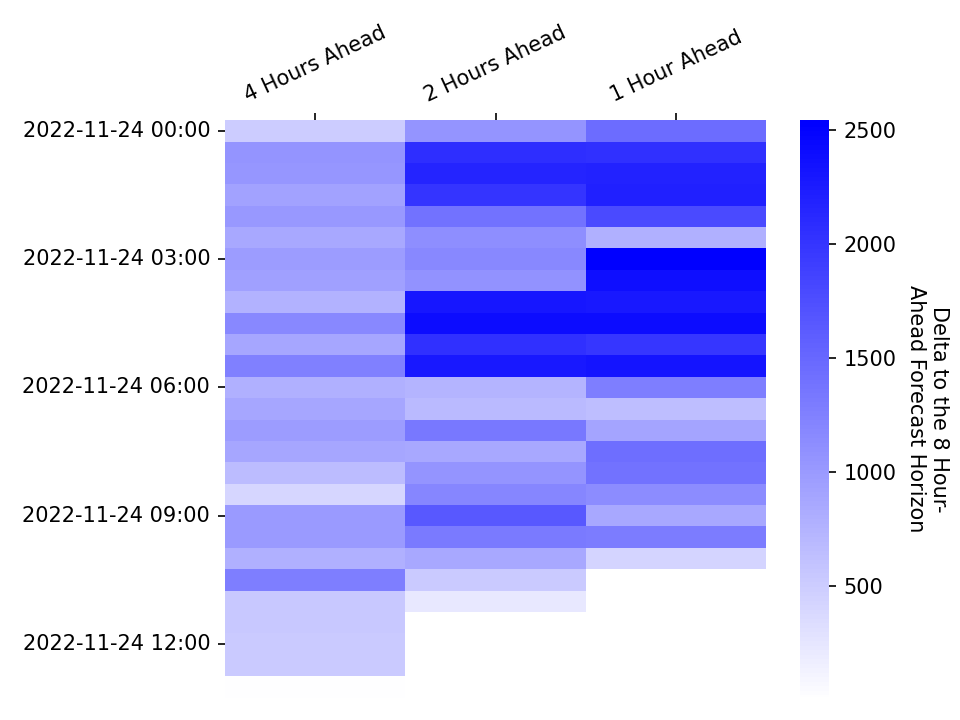 4 Hours Ahead
2 Hours Ahead
1 Hour Ahead
2022-11-24 00:00
2022-11-24 03:00
2022-11-24 06:00
2022-11-24 09:00
2022-11-24 12:00
2500
2000
1500
1000
500
Delta to the 8 Hour-
Ahead Forecast Horizon